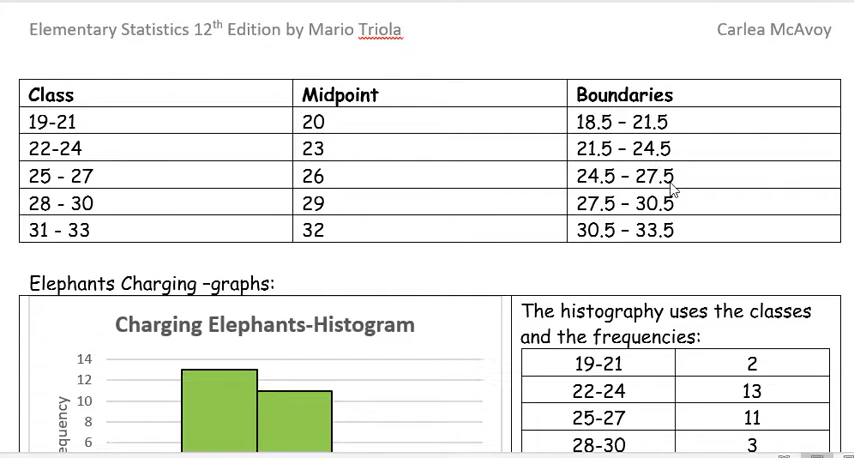 Elementary Statistics 12th Edition by Mario Triola Carlea McAvoy
Class Midpoint Boundaries
19-21 20 18.5 – 21.5
22-24 23 21.5 – 24.5
25 - 27 26 24.5 – 27.5
28 - 30 29 27.5 – 30.5
31 - 33 32 30.5 – 33.5
Elephants Charging –graphs:
Charging Elephants-Histogram
14
12
10
8
6
equency
The histography uses the classes
and the frequencies:
19-21 2
22-24 13
25-27 11
28-30 3